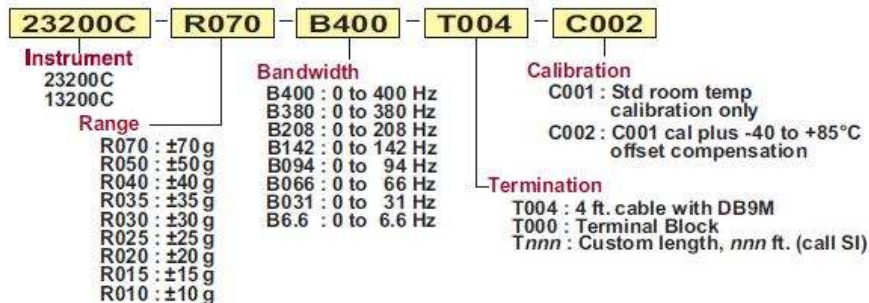 23200C - R070 - B400 - T004 - C002
Instrument
23200C
13200C
Range
R070 : ±70 g
R050 : ±50 g
R040 : ±40 g
R035 : ±35 g
R030 : ±30 g
R025 : ±25 g
R020 : ±20 g
R015 : ±15 g
R010 : ±10 g
Bandwidth
B400 : 0 to 400 Hz
B380 : 0 to 380 Hz
B208 : 0 to 208 Hz
B142 : 0 to 142 Hz
B094 : 0 to 94 Hz
B066 : 0 to 66 Hz
B031 : 0 to 31 Hz
B6.6 : 0 to 6.6 Hz
Calibration
C001 : Std room temp
calibration only
C002 : C001 cal plus -40 to +85°C
offset compensation
Termination
T004 : 4 ft. cable with DB9M
T000 : Terminal Block
Tnnn : Custom length, nnn ft. (call SI)